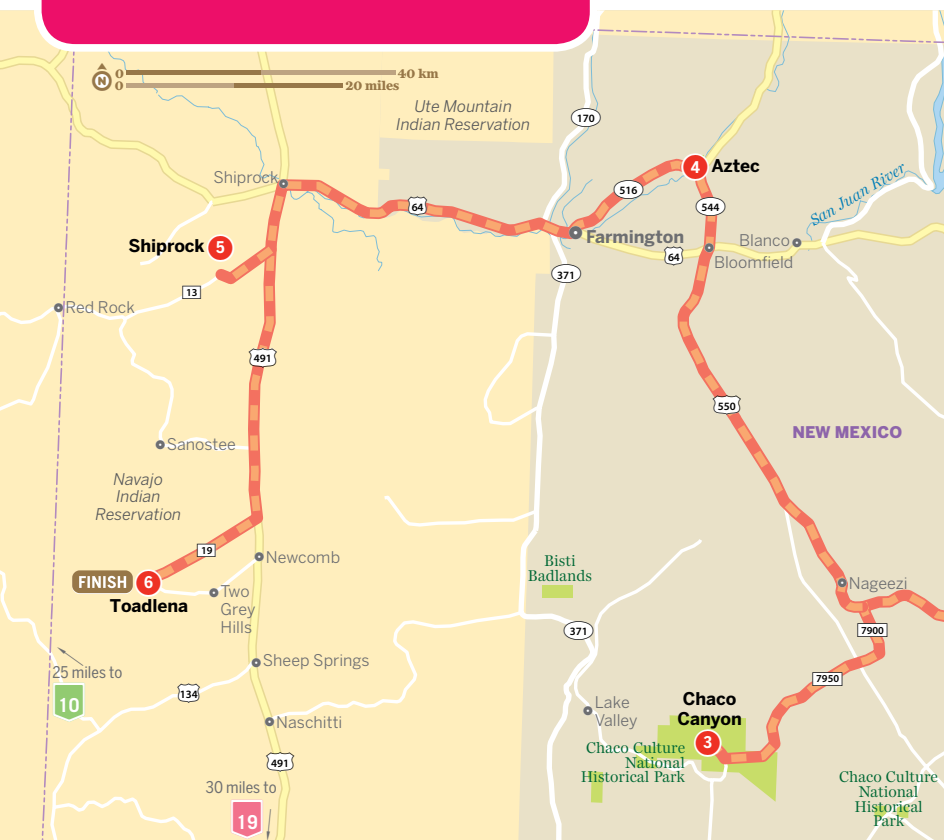 0
40 km
N
0
20 miles
Ute Mountain
Indian Reservation
170
Shiprock
4
Aztec
516
544
San Juan River
64
Shiprock
5
Farmington
Blanco
64
Bloomfield
371
13
Red Rock
491
550
NEW MEXICO
Sanostee
Navajo
Indian
Reservation
19
Newcomb
Bisti
Badlands
FINISH
6
Toadlena
Two
Grey
Hills
Nageezi
371
7900
Sheep Springs
25 miles to
10
134
7950
Chaco
Canyon
Lake
Valley
Naschitti
3
Chaco Culture
National
Historical Park
491
30 miles to
19
Chaco Culture
National
Historical
Park